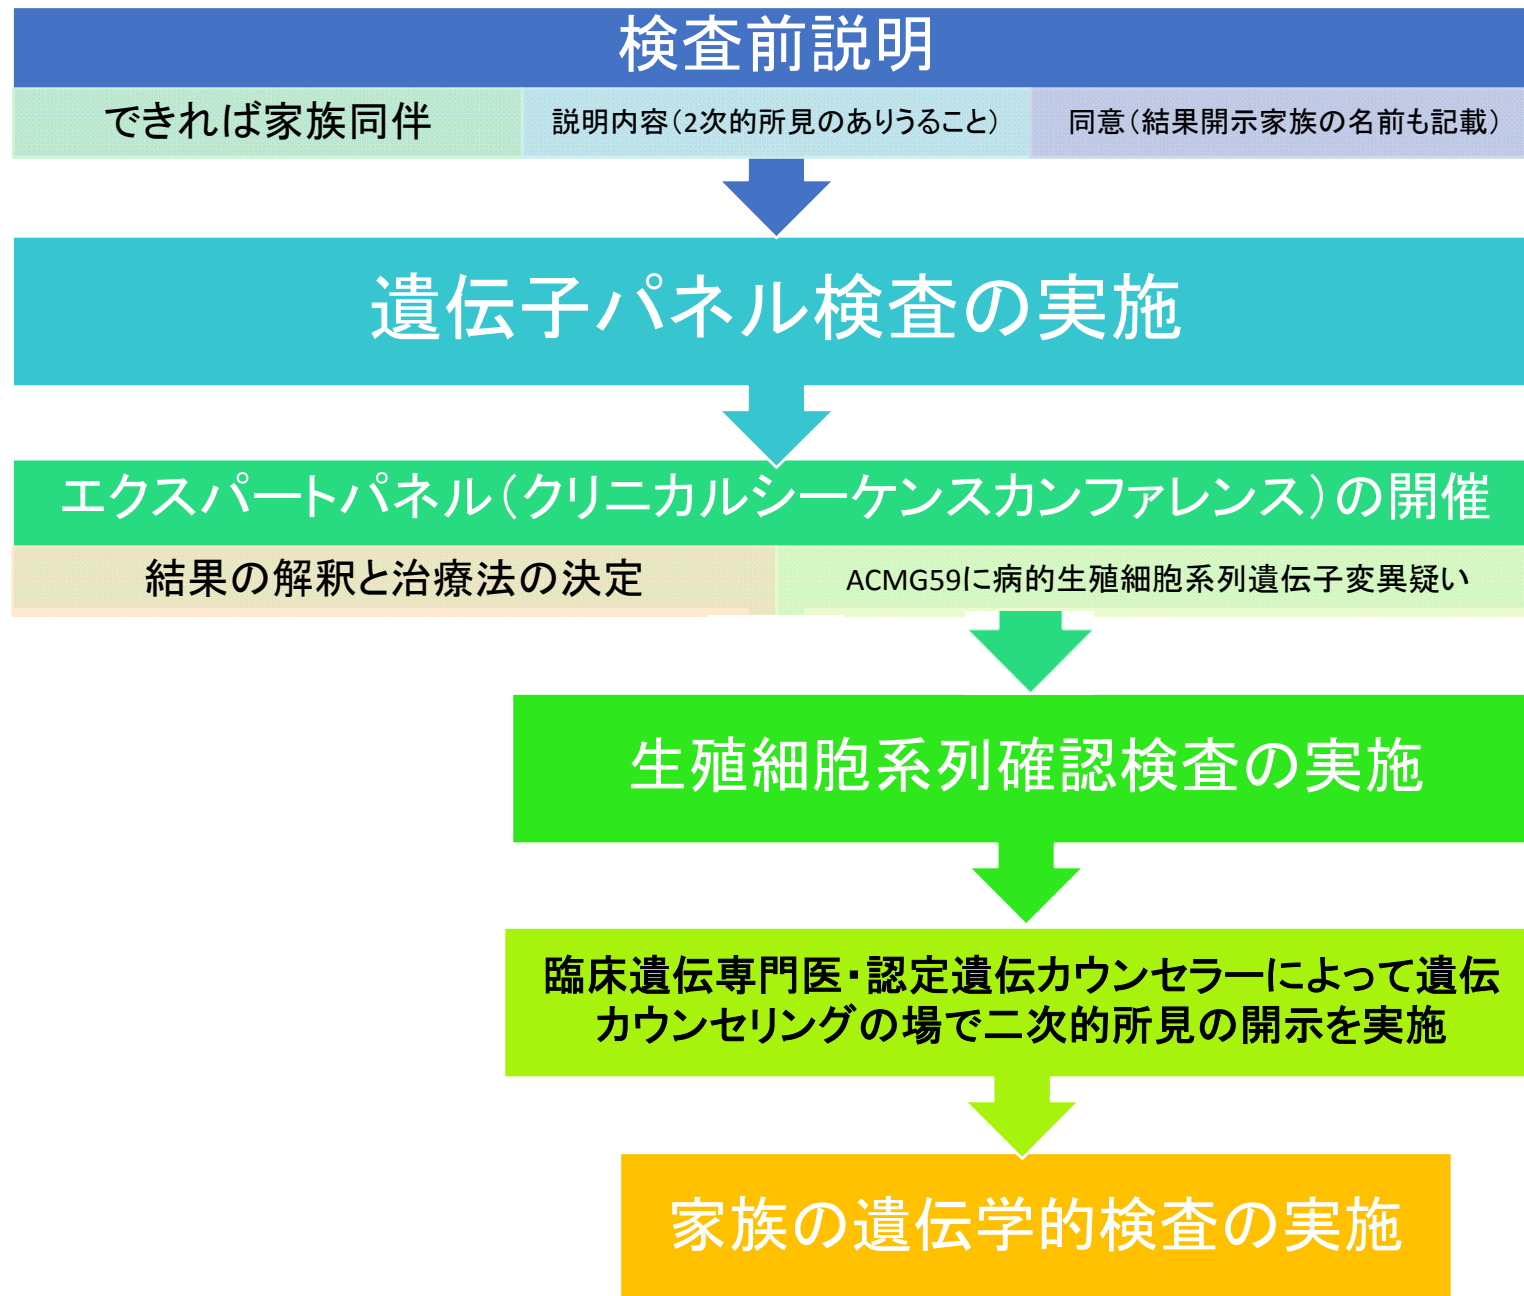 検査前説明
できれば家族同伴
説明内容（2次的所見のありうること）
同意（結果開示家族の名前も記載）
遺伝子パネル検査の実施
エクスパートパネル（クリニカルシーケンスカンファレンス）の開催
結果の解釈と治療法の決定
ACMG59に病的生殖細胞系列遺伝子変異疑い
生殖細胞系列確認検査の実施
臨床遺伝専門医・認定遺伝カウンセラーによって遺伝
カウンセリングの場で二次的所見の開示を実施
家族の遺伝学的検査の実施